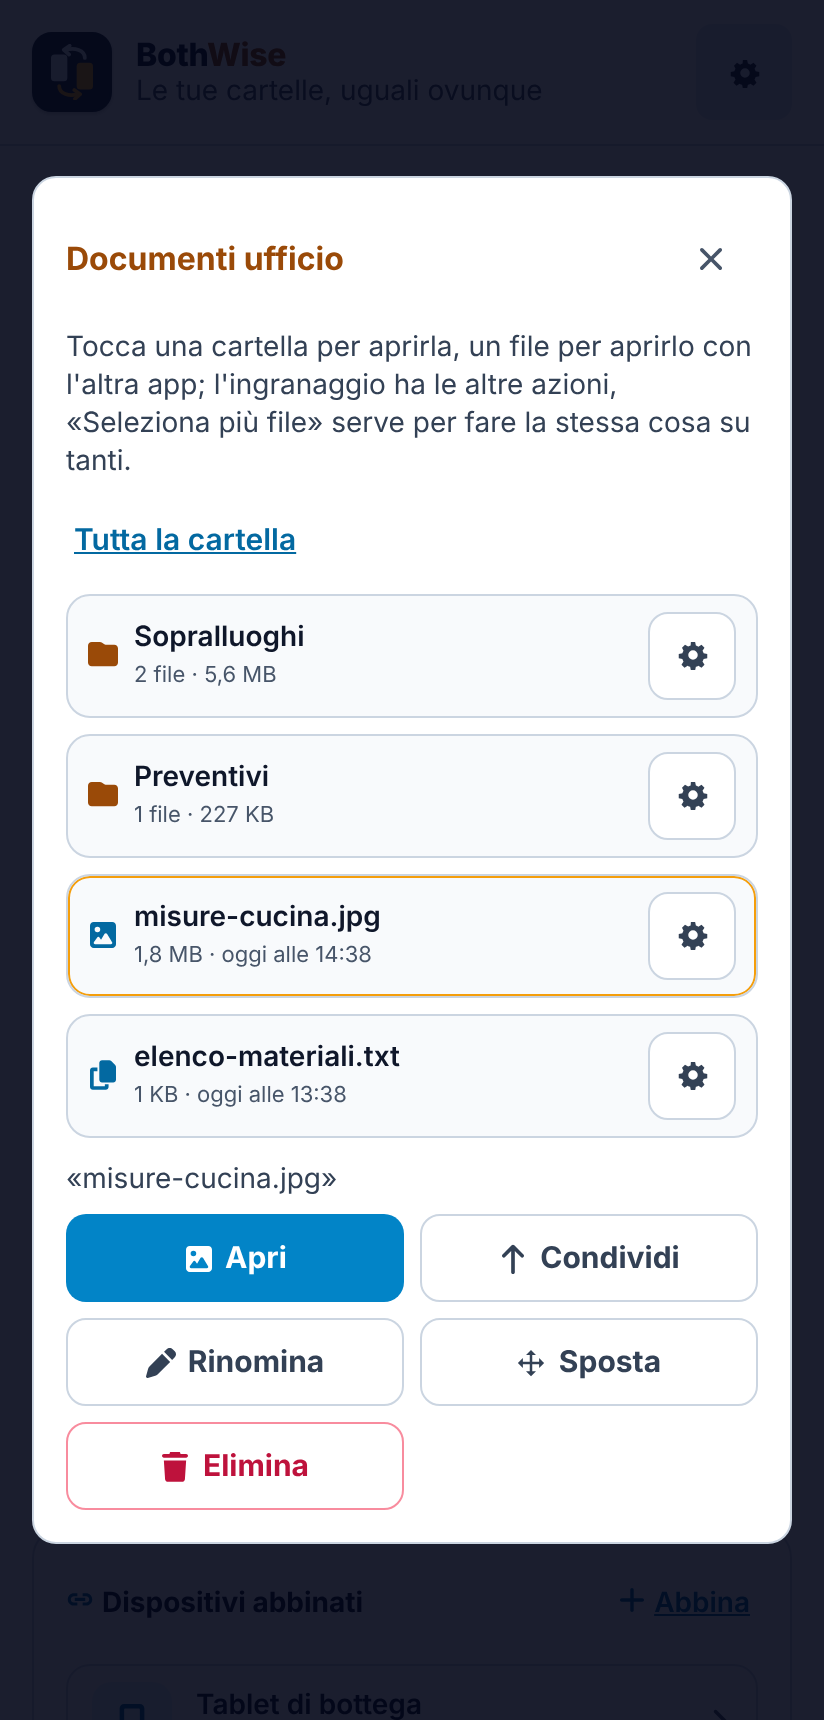 BothWise
Le tue cartelle, uguali ovunque
Documenti ufficio
Tocca una cartella per aprirla, un file per aprirlo con
l'altra app; l'ingranaggio ha le altre azioni,
«Seleziona più file» serve per fare la stessa cosa su
tanti.
Tutta la cartella
Sopralluoghi
2 file · 5,6 MB
Preventivi
1 file · 227 KB
misure-cucina.jpg
1,8 MB · oggi alle 14:38
elenco-materiali.txt
1 KB · oggi alle 13:38
«misure-cucina.jpg»
Apri
Condividi
Rinomina
Sposta
Elimina
Dispositivi abbinati
Abbina
Tablet di bottega